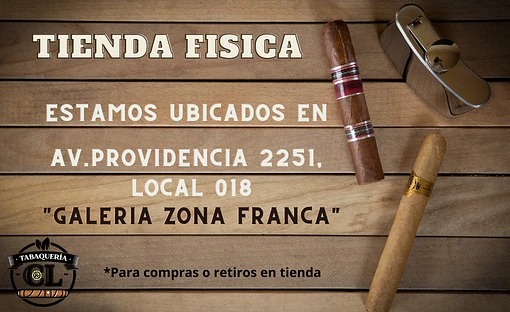 TIENDA FISICA
ESTAMOS UBICADOS EN
AV.PROVIDENCIA 2251,
LOCAL 018
"GALERIA ZONA FRANCA"
TABAQUERÍA
CL
*Para compras o retiros en tienda